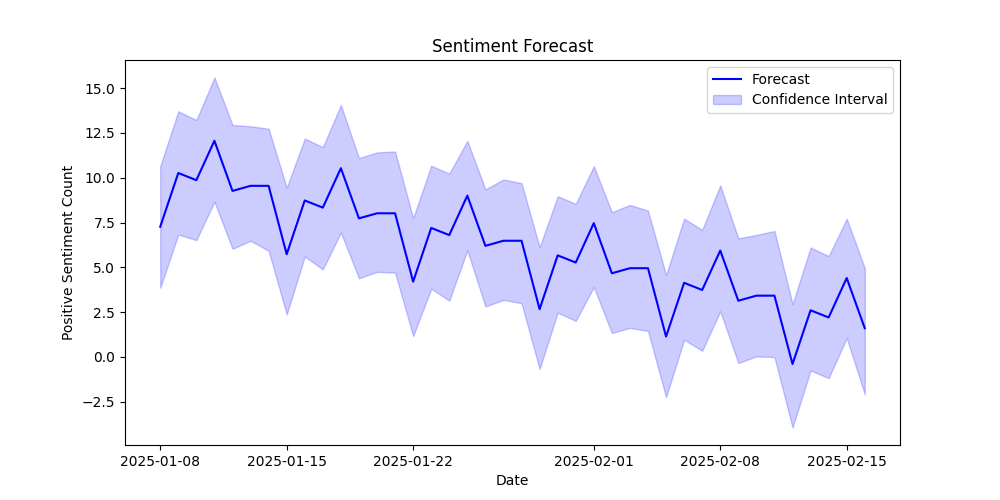 Sentiment Forecast
Forecast
Confidence Interval
15.0
12.5
10.0
7.5
5.0
2.5
0.0
−2.5
Positive Sentiment Count
2025-01-08 2025-01-15 2025-01-22 2025-02-01 2025-02-08 2025-02-15
Date